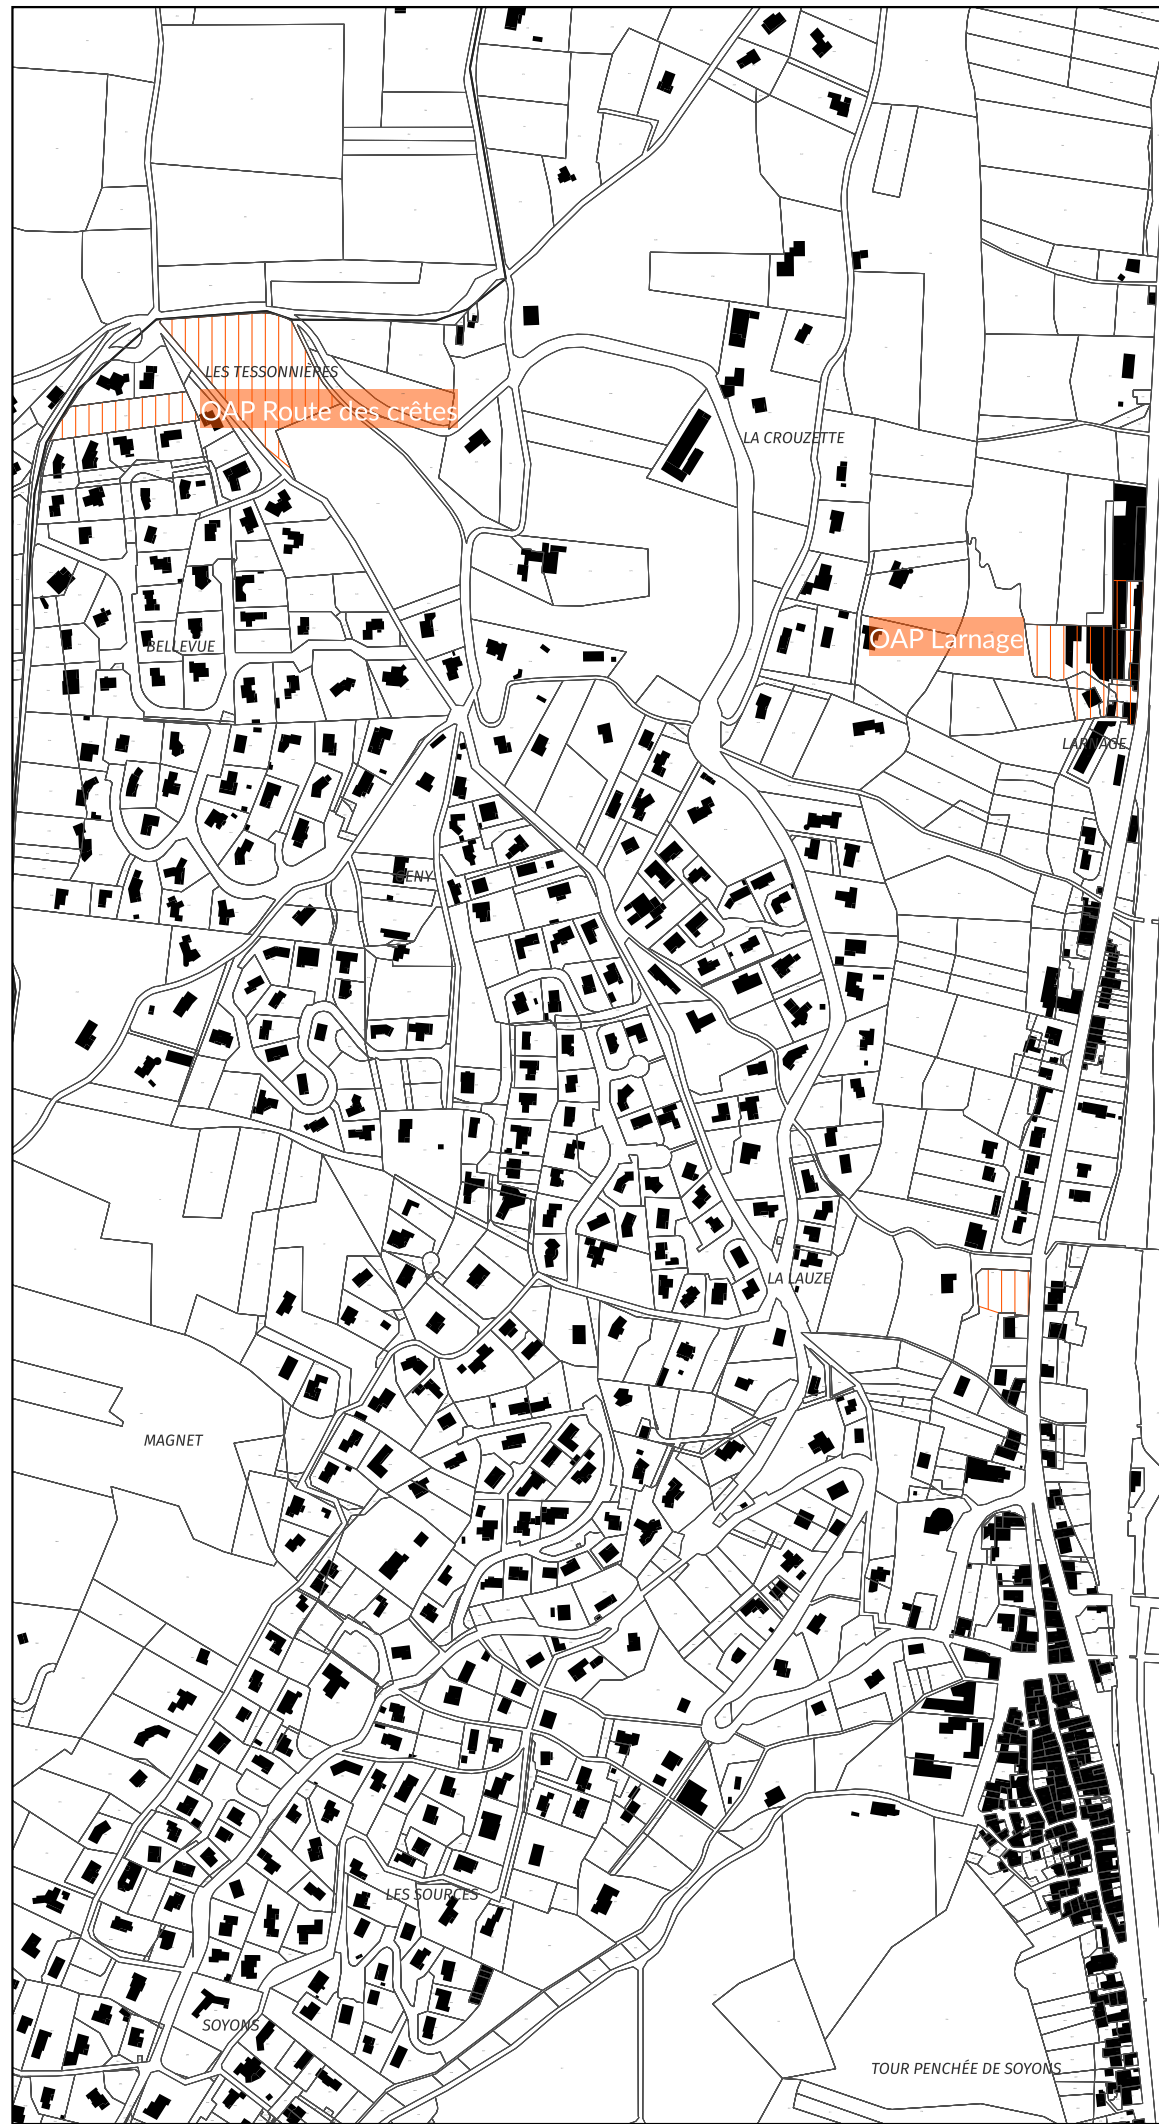 LES TESSONNIÈRES
OAP Route des crêtes
LA CROUZETTE
OAP Larnage
BELLEVUE
LARNAGE
GENY
LA LAUZE
MAGNET
LES SOURCES
SOYONS
TOUR PENCHÉE DE SOYONS